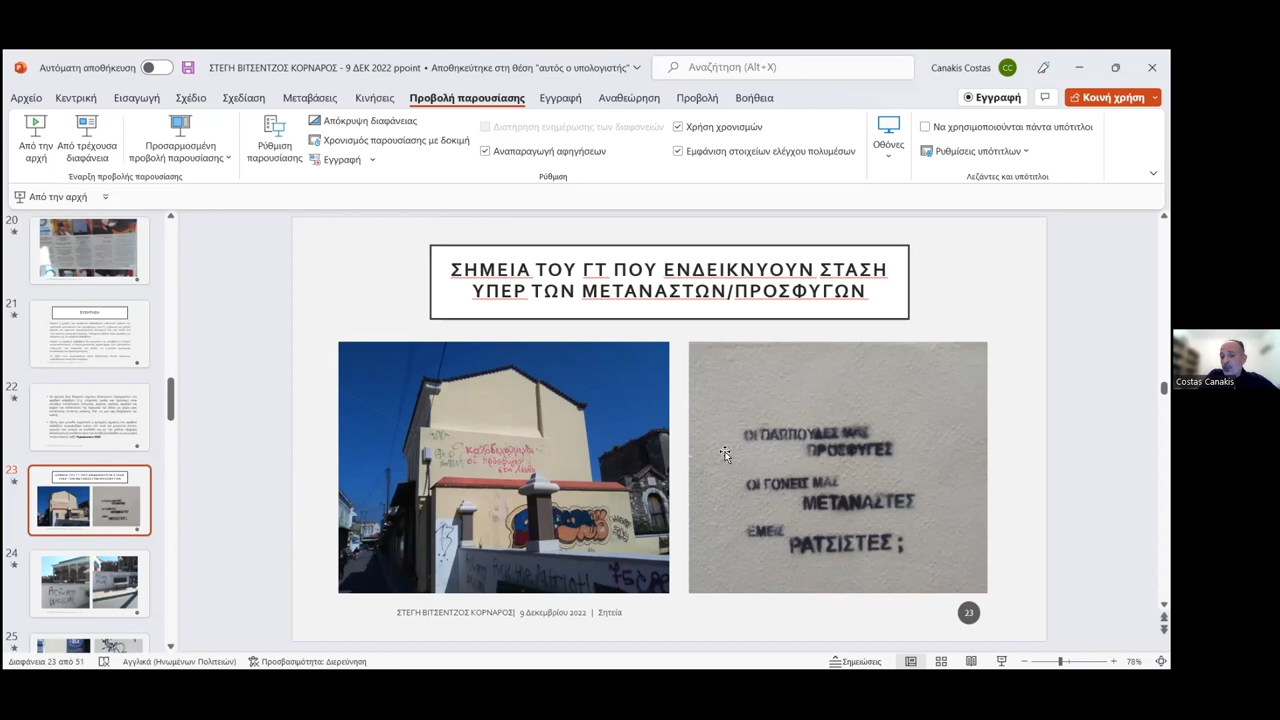 Αυτόματη αποθήκευση
ΣΤΕΓΗ ΒΙΤΣΕΝΤΖΟΣ ΚΟΡΝΑΡΟΣ - 9 ΔΕΚ 2022 ppoint • Αποθηκεύτηκε στη θέση "αυτός ο υπολογιστής"
Αναζήτηση (Alt+X)
Canakis Costas
CC
Αρχείο Κεντρική Εισαγωγή Σχέδιο Σχεδίαση Μεταβάσεις Κινήσεις Προβολή παρουσίασης Εγγραφή Αναθεώρηση Προβολή Βοήθεια
Εγγραφή
Κοινή χρήση
Από την αρχή
Από τρέχουσα διαφάνεια
Προσαρμοσμένη προβολή παρουσίασης
Έναρξη προβολής παρουσίασης
Ρύθμιση παρουσίασης
Απόκρυψη διαφάνειας
Χρονισμός παρουσίασης με δοκιμή
Εγγραφή
Διατήρηση ενημέρωσης των διαφανειών
Αναπαραγωγή αφηγήσεων
Χρήση χρονισμών
Εμφάνιση στοιχείων ελέγχου πολυμέσων
Ρύθμιση
Οθόνες
Να χρησιμοποιούνται πάντα υπότιτλοι
Ρυθμίσεις υπότιτλων
Λεζάντες και υπότιτλοι
Από την αρχή
20
21
22
23
24
25
ΣΗΜΕΙΑ ΤΟΥ ΓΤ ΠΟΥ ΕΝΔΕΙΚΝΥΟΥΝ ΣΤΑΣΗ
ΥΠΕΡ ΤΩΝ ΜΕΤΑΝΑΣΤΩΝ/ΠΡΟΣΦΥΓΩΝ
ΟΙ ΠΑΠΠΟΥΔΕΣ ΜΑΣ
ΠΡΟΣΦΥΓΕΣ
ΟΙ ΓΟΝΕΙΣ ΜΑΣ
ΜΕΤΑΝΑΣΤΕΣ
ΕΜΕΙΣ
ΡΑΤΣΙΣΤΕΣ ;
ΣΤΕΓΗ ΒΙΤΣΕΝΤΖΟΣ ΚΟΡΝΑΡΟΣ| 9 Δεκεμβρίου 2022 | Σητεία
23
Costas Canakis
Διαφάνεια 23 από 51
Αγγλικά (Ηνωμένων Πολιτειών)
Προσβασιμότητα: Διερεύνηση
Σημειώσεις
78%